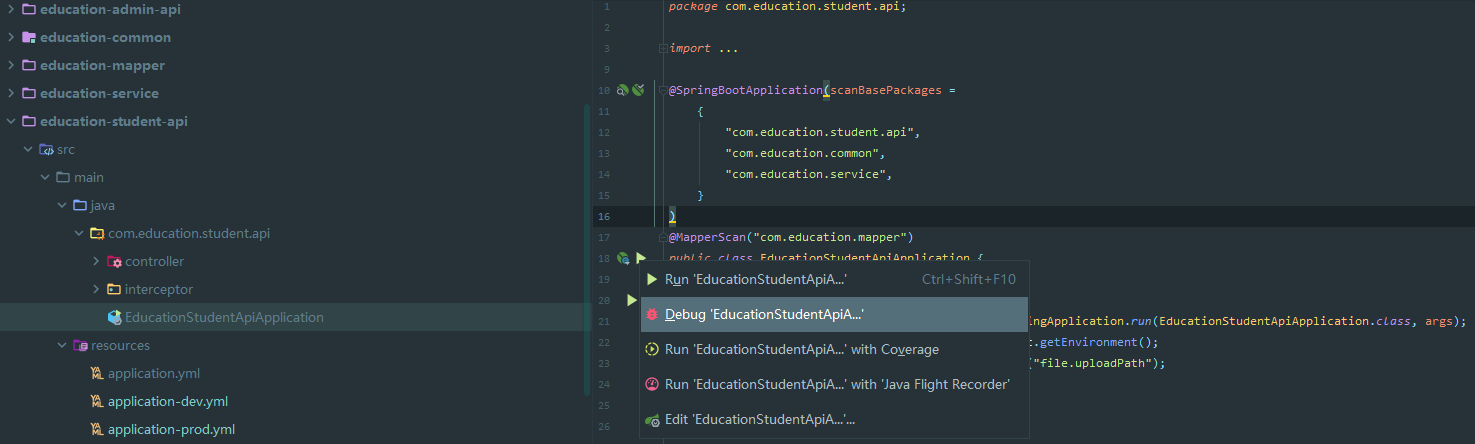 education-admin-api
education-common
education-mapper
education-service
education-student-api
src
main
java
com.education.student.api
controller
interceptor
EducationStudentApiApplication
resources
application.yml
application-dev.yml
application-prod.yml
1 package com.education.student.api;
2
3 import ...
9
10 @SpringBootApplication(scanBasePackages =
11 {
12 "com.education.student.api",
13 "com.education.common",
14 "com.education.service",
15 }
16 )
17 @MapperScan("com.education.mapper")
18 public class EducationStudentApiApplication {
19
20
21 ingApplication.run(EducationStudentApiApplication.class, args);
22 t.getEnvironment();
23 ("file.uploadPath");
24
25
26
Run 'EducationStudentApiA...' Ctrl+Shift+F10
Debug 'EducationStudentApiA...'
Run 'EducationStudentApiA...' with Coverage
Run 'EducationStudentApiA...' with 'Java Flight Recorder'
Edit 'EducationStudentApiA...'...